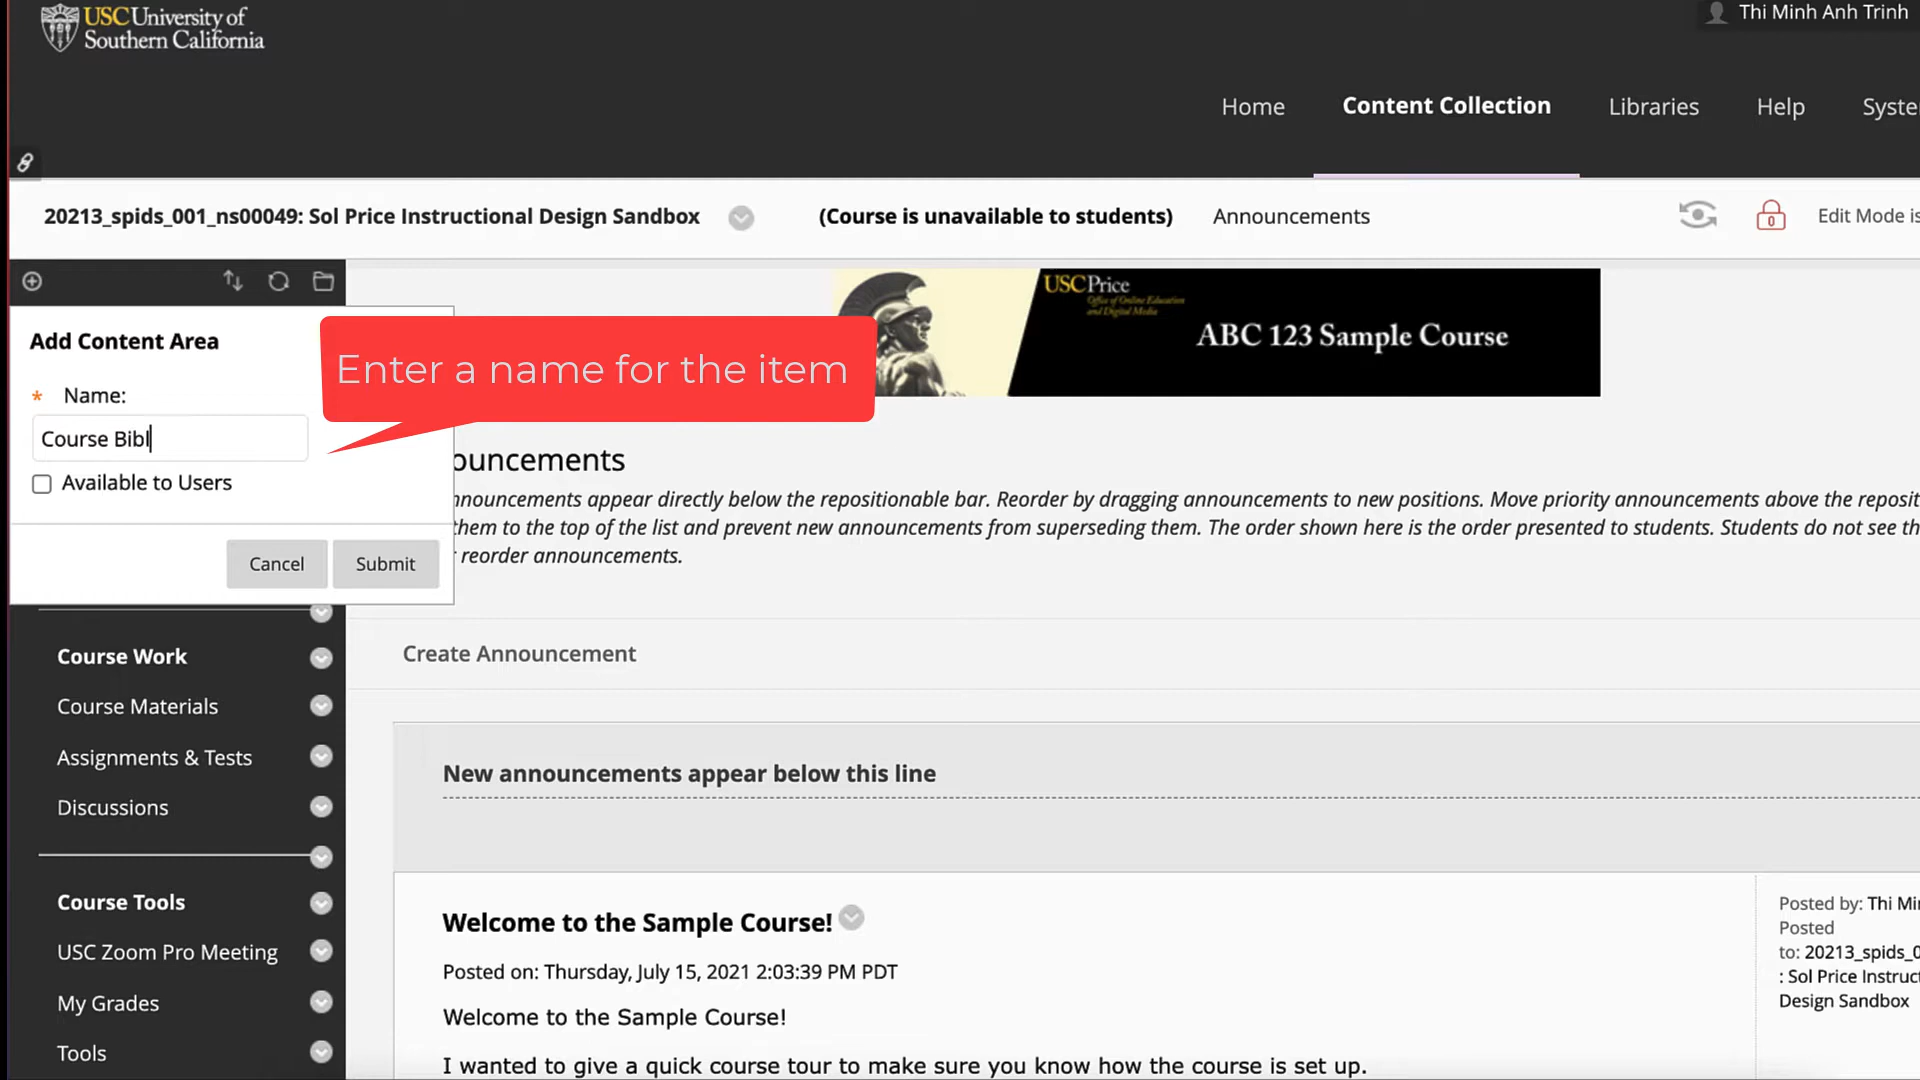 USC University of
Southern California
Thi Minh Anh Trinh
Home
Content Collection
Libraries
Help
Syste
20213_spids_001_ns00049: Sol Price Instructional Design Sandbox
(Course is unavailable to students)
Announcements
Edit Mode is
Add Content Area
* Name:
Course Bibl
Available to Users
Cancel
Submit
Enter a name for the item
USCPrice
Office of Online Education
and Digital Media
ABC 123 Sample Course
ouncements
nnouncements appear directly below the repositionable bar. Reorder by dragging announcements to new positions. Move priority announcements above the reposit
them to the top of the list and prevent new announcements from superseding them. The order shown here is the order presented to students. Students do not see th
reorder announcements.
Create Announcement
Course Work
Course Materials
Assignments & Tests
Discussions
Course Tools
USC Zoom Pro Meeting
My Grades
Tools
New announcements appear below this line
Welcome to the Sample Course!
Posted on: Thursday, July 15, 2021 2:03:39 PM PDT
Welcome to the Sample Course!
I wanted to give a quick course tour to make sure you know how the course is set up.
Posted by: Thi Mi
Posted
to: 20213_spids_0
: Sol Price Instruct
Design Sandbox